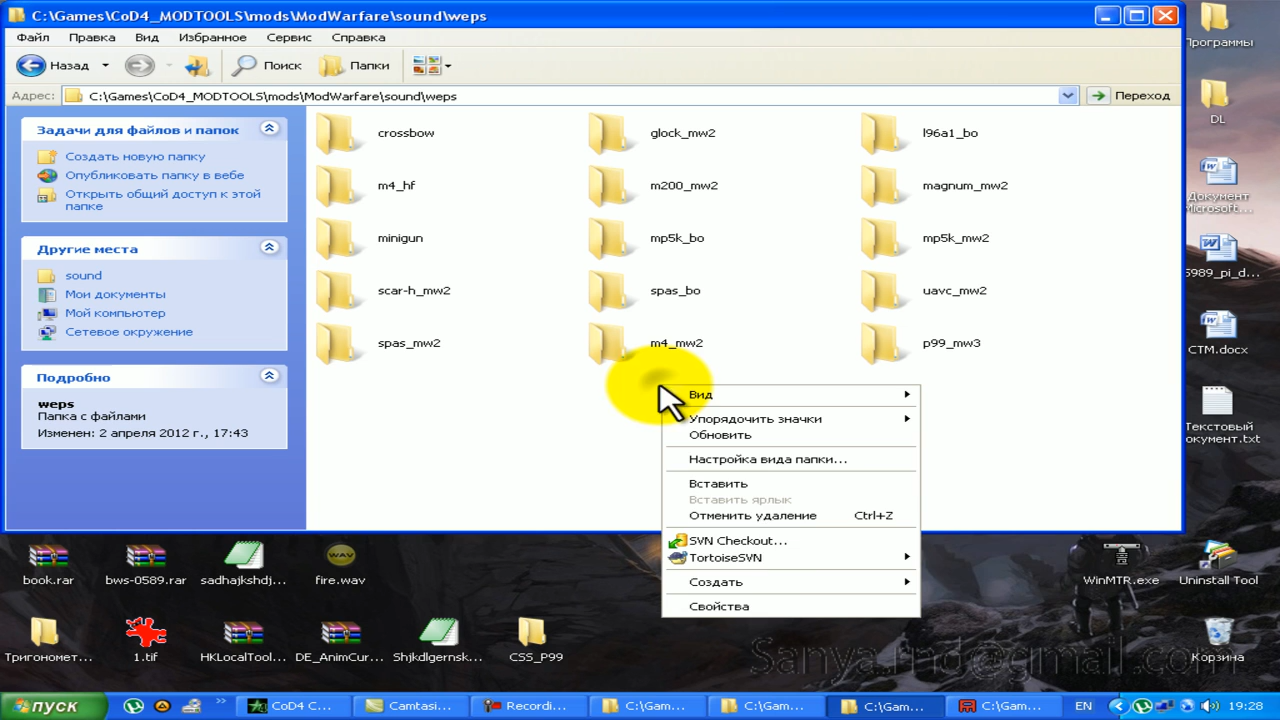 C:\Games\CoD4_MODTOOLS\mods\ModWarfare\sound\weps
Файл Правка Вид Избранное Сервис Справка
Назад Поиск Папки
Адрес: C:\Games\CoD4_MODTOOLS\mods\ModWarfare\sound\weps Переход
Задачи для файлов и папок
Создать новую папку
Опубликовать папку в вебе
Открыть общий доступ к этой
папке
Другие места
sound
Мои документы
Мой компьютер
Сетевое окружение
Подробно
weps
Папка с файлами
Изменен: 2 апреля 2012 г., 17:43
crossbow glock_mw2 l96a1_bo
m4_hf m200_mw2 magnum_mw2
minigun mp5k_bo mp5k_mw2
scar-h_mw2 spas_bo uavc_mw2
spas_mw2 m4_mw2 p99_mw3
Вид
Упорядочить значки
Обновить
Настройка вида папки...
Вставить
Вставить ярлык
Отменить удаление Ctrl+Z
SVN Checkout...
TortoiseSVN
Создать
Свойства
Программы
DL
Документ
Microsoft...
5989_pi_d...
СТМ.docx
Текстовый
документ.txt
WAV
book.rar bws-0589.rar sadhajkshdj... fire.wav WinMTR.exe Uninstall Tool
Тригономет... 1.tif HKLocalTool... DE_AnimCur... Shjkdlgernsk... CSS_P99 Корзина
Sanya.rnd@gmail.com
пуск CoD4 C... Camtasi... Recordi... C:\Gam... C:\Gam... C:\Gam... C:\Gam... EN 19:28